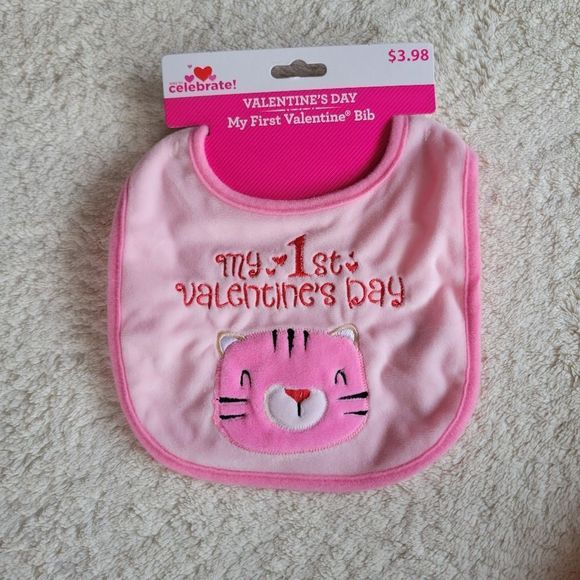 $3.98
celebrate!
VALENTINE'S DAY
My First Valentine® Bib
my 1st
valentine's Day